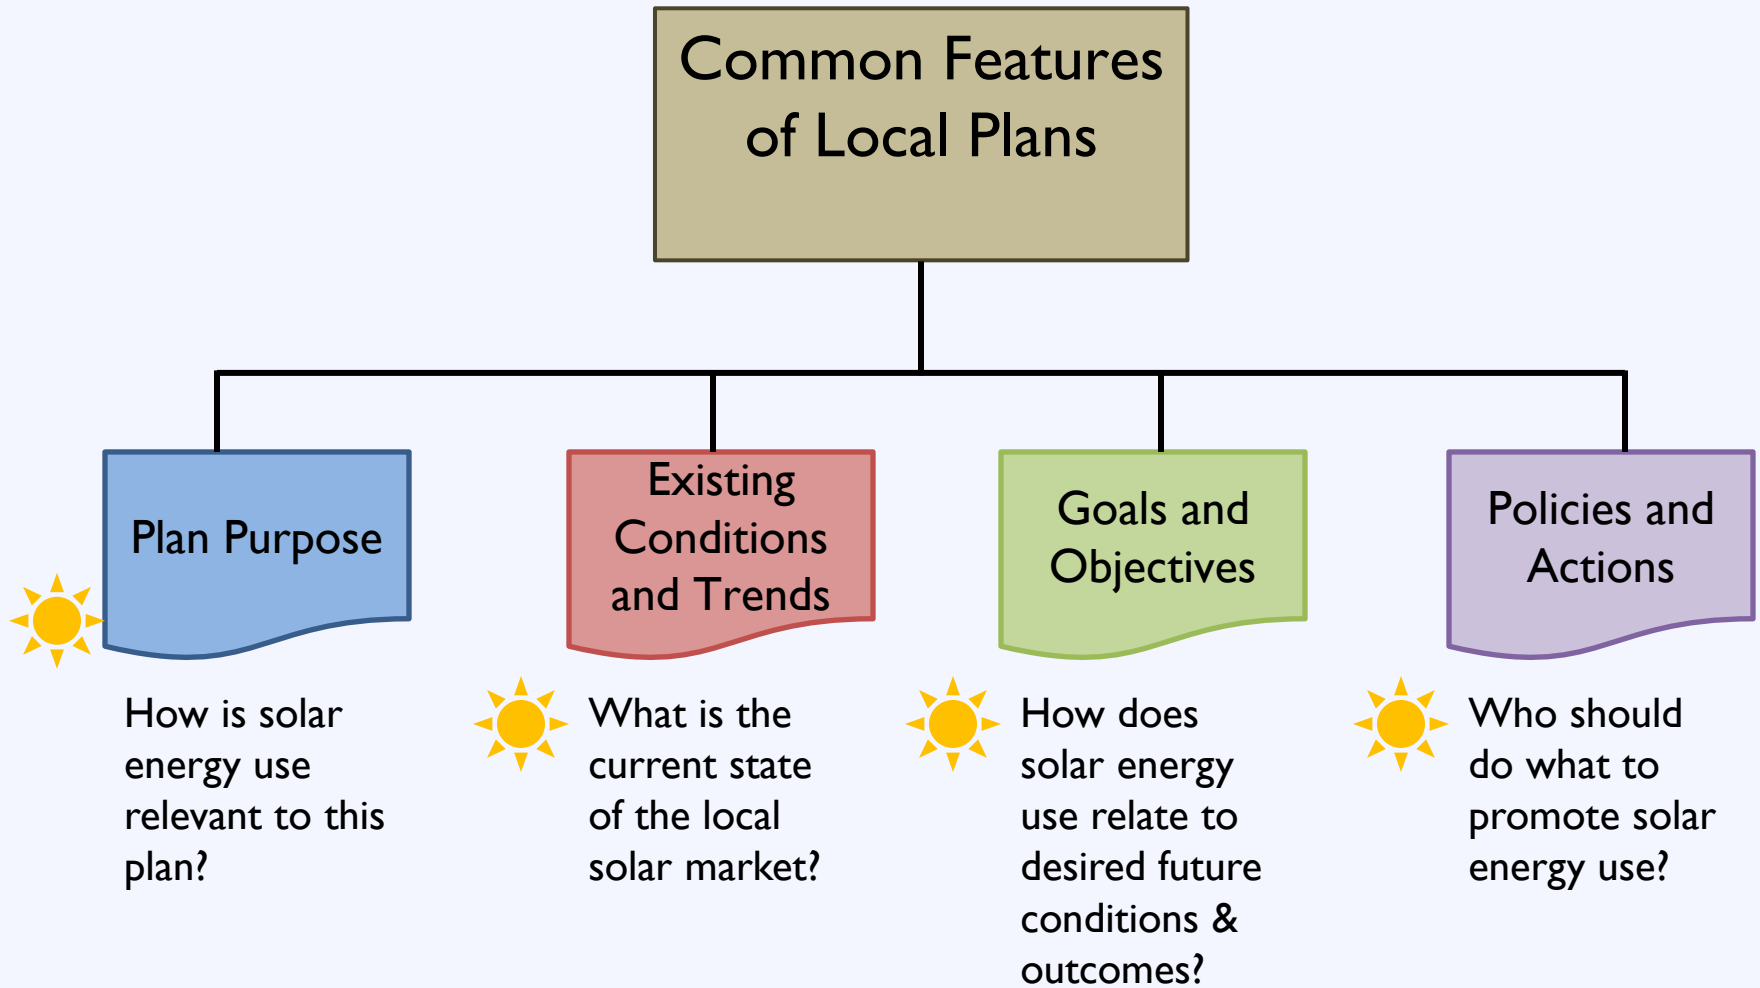 Common Features
of Local Plans
Plan Purpose
Existing
Conditions
and Trends
Goals and
Objectives
Policies and
Actions
How is solar
energy use
relevant to this
plan?
What is the
current state
of the local
solar market?
How does
solar energy
use relate to
desired future
conditions &
outcomes?
Who should
do what to
promote solar
energy use?